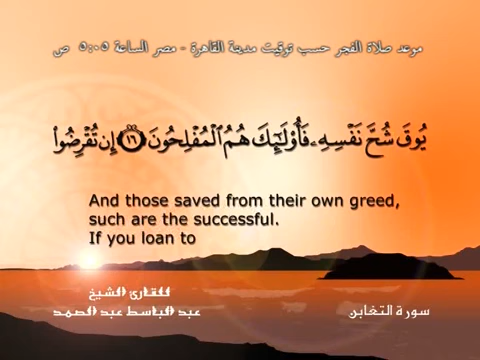 موعد صلاة الفجر حسب توقيت مدينة القاهرة - مصر الساعة ٥:٠٥ ص
يُوقَ شُحَّ نَفْسِهِۦ فَأُو۟لَٰٓئِكَ هُمُ ٱلْمُفْلِحُونَ ١٦ إِن تُقْرِضُوا۟
And those saved from their own greed,
such are the successful.
If you loan to
القارئ الشيخ
عبد الباسط عبد الصمد
سورة التغابن